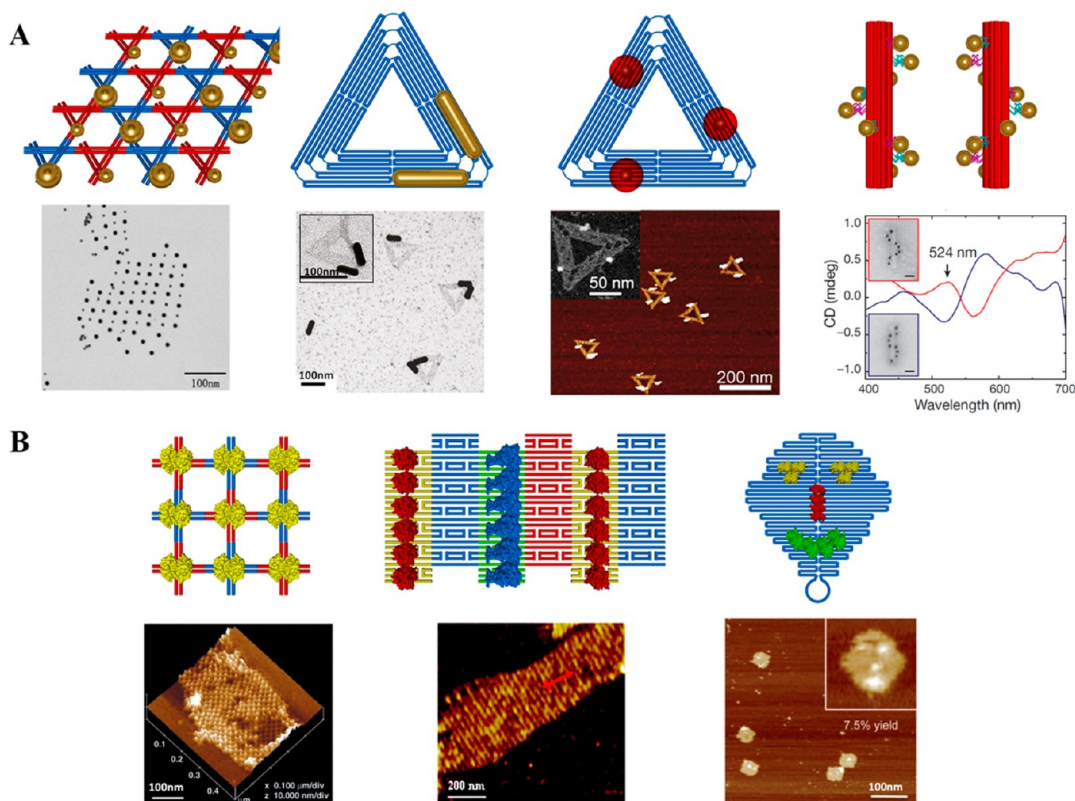 A
100nm
100nm
100nm
50 nm
200 nm
1.0
0.5
0.0
−0.5
−1.0
CD (mdeg)
524 nm
400
500
600
700
Wavelength (nm)
B
0.1
0.2
0.3
0.4
μm
100nm
x 0.100 μm/div
z 10.000 nm/div
200 nm
7.5% yield
100nm